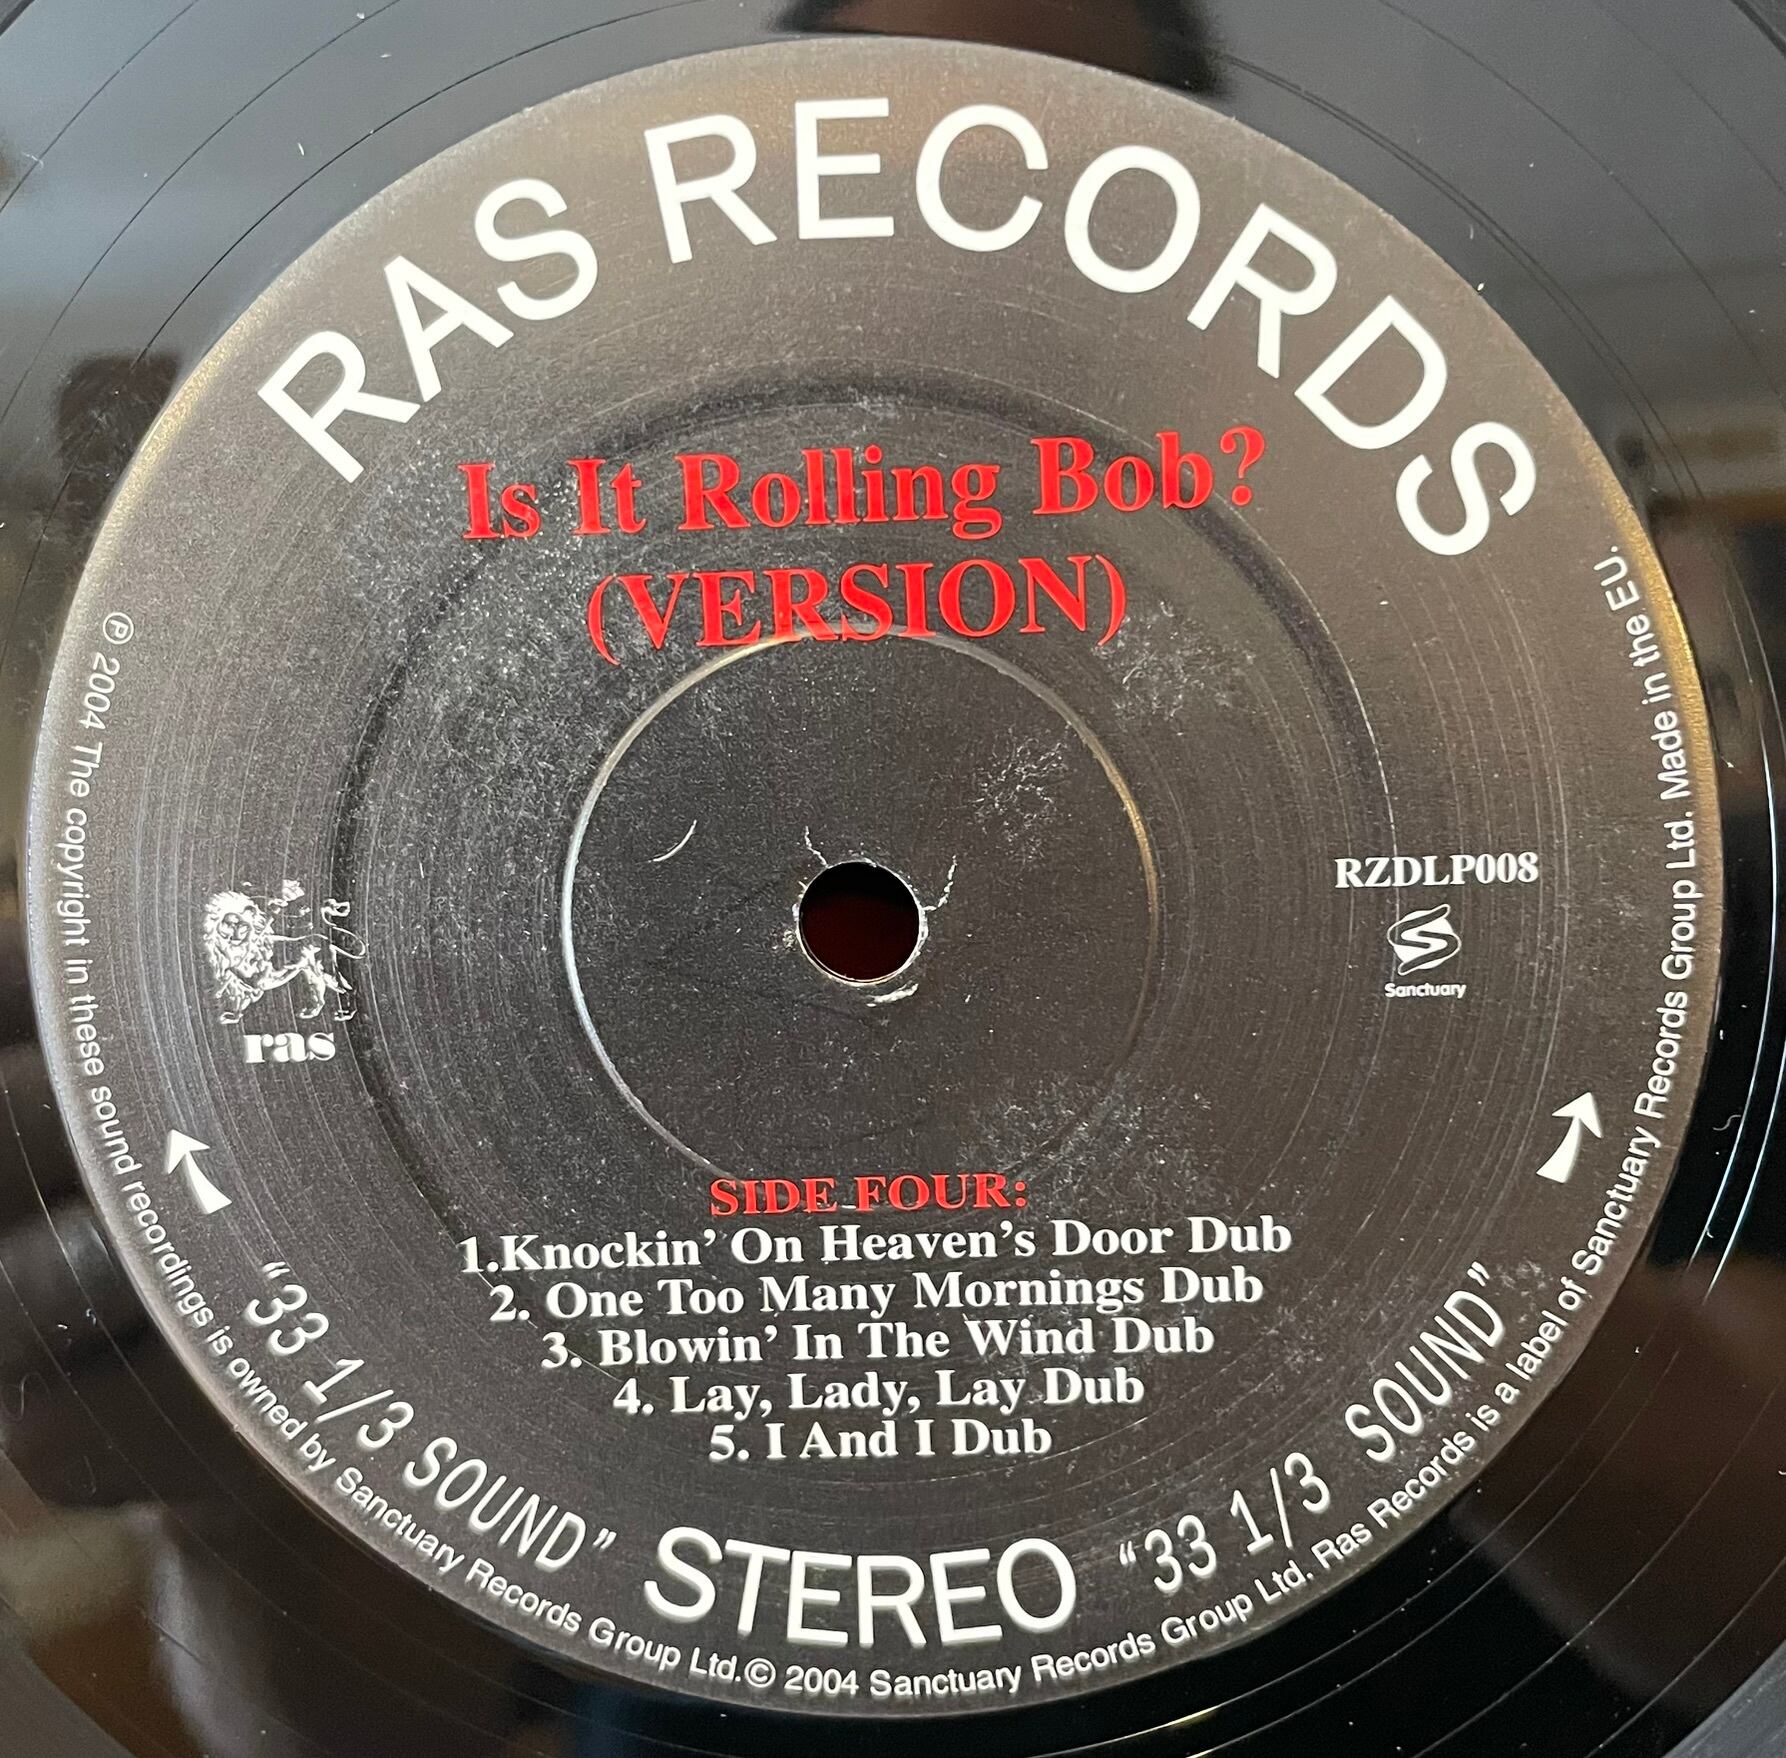 RAS RECORDS
Is It Rolling Bob?
(VERSION)
RZDLP008
Sanctuary
ras
SIDE FOUR:
1.Knockin’ On Heaven’s Door Dub
2. One Too Many Mornings Dub
3. Blowin’ In The Wind Dub
4. Lay, Lady, Lay Dub
5. I And I Dub
“33 1/3 SOUND” STEREO “33 1/3 SOUND”
℗ 2004 The copyright in these sound recordings is owned by Sanctuary Records Group Ltd.© 2004 Sanctuary Records Group Ltd. Ras Records is a label of Sanctuary Records Group Ltd. Made in the EU.